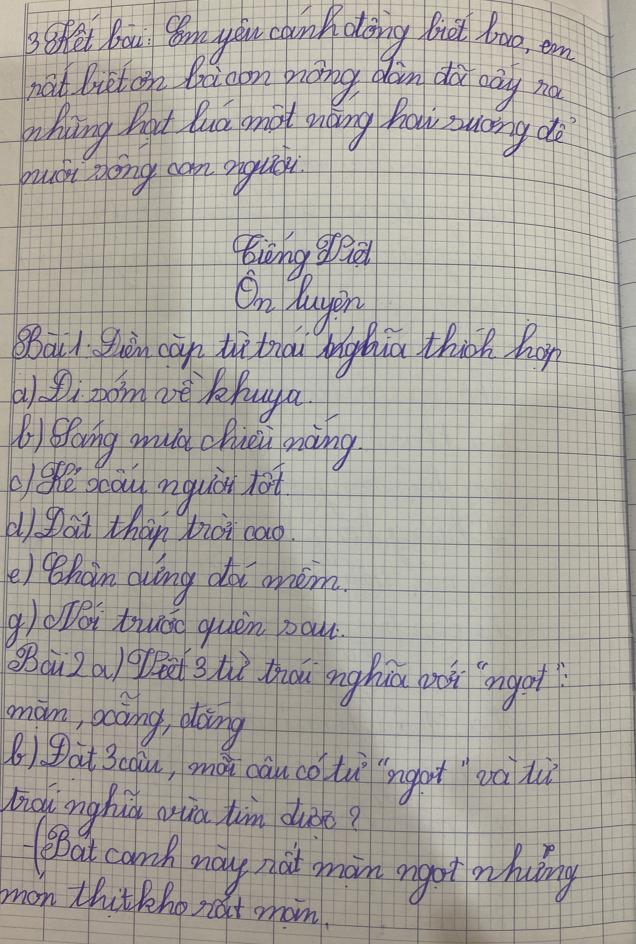 3. Kết bài: Em yêu cánh đồng biết bao, em
rất biết ơn bà con nông dân đã cấy ra
những hạt luá một nắng hai sương để
nuôi sống con người.
Tiếng Việt
Ôn luyện
Bài 1. Điền cặp từ trái nghĩa thích hợp
a) Đi sớm về khuya.
b) Sáng mưa chiều nắng.
c) Kẻ xấu người tốt.
d) Đất thấp trời cao.
e) Chân cứng đá mềm.
g) Nói trước quên sau.
Bài 2 a) Viết 3 từ trái nghĩa với "ngọt":
mặn, xẳng, đắng
b) Đặt 3 câu, mỗi câu có từ "ngọt" và từ
trái nghĩa vừa tìm được?
- (Bát canh này rất mặn ngọt nhưng
món thịt kho rất mặn.